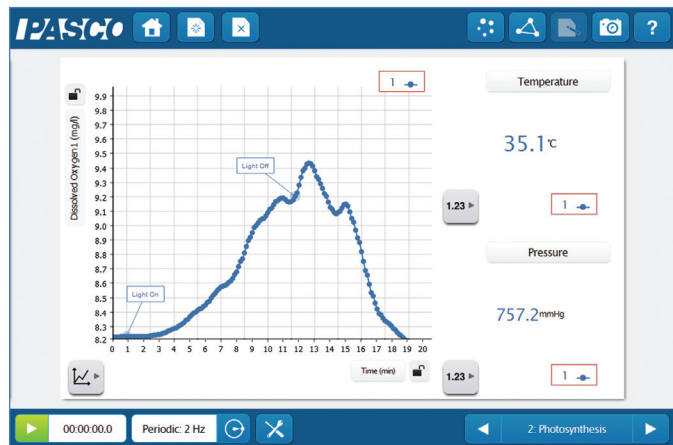 PASCO
?
1
Dissolved Oxygen1 (mg/l)
9.9
9.8
9.7
9.6
9.5
9.4
9.3
9.2
9.1
9.0
8.9
8.8
8.7
8.6
8.5
8.4
8.3
8.2
Light Off
Light On
0 1 2 3 4 5 6 7 8 9 10 11 12 13 14 15 16 17 18 19 20
Time (min)
Temperature
35.1°C
1.23
1
Pressure
757.2mmHg
1.23
1
00:00:00.0
Periodic: 2 Hz
2: Photosynthesis